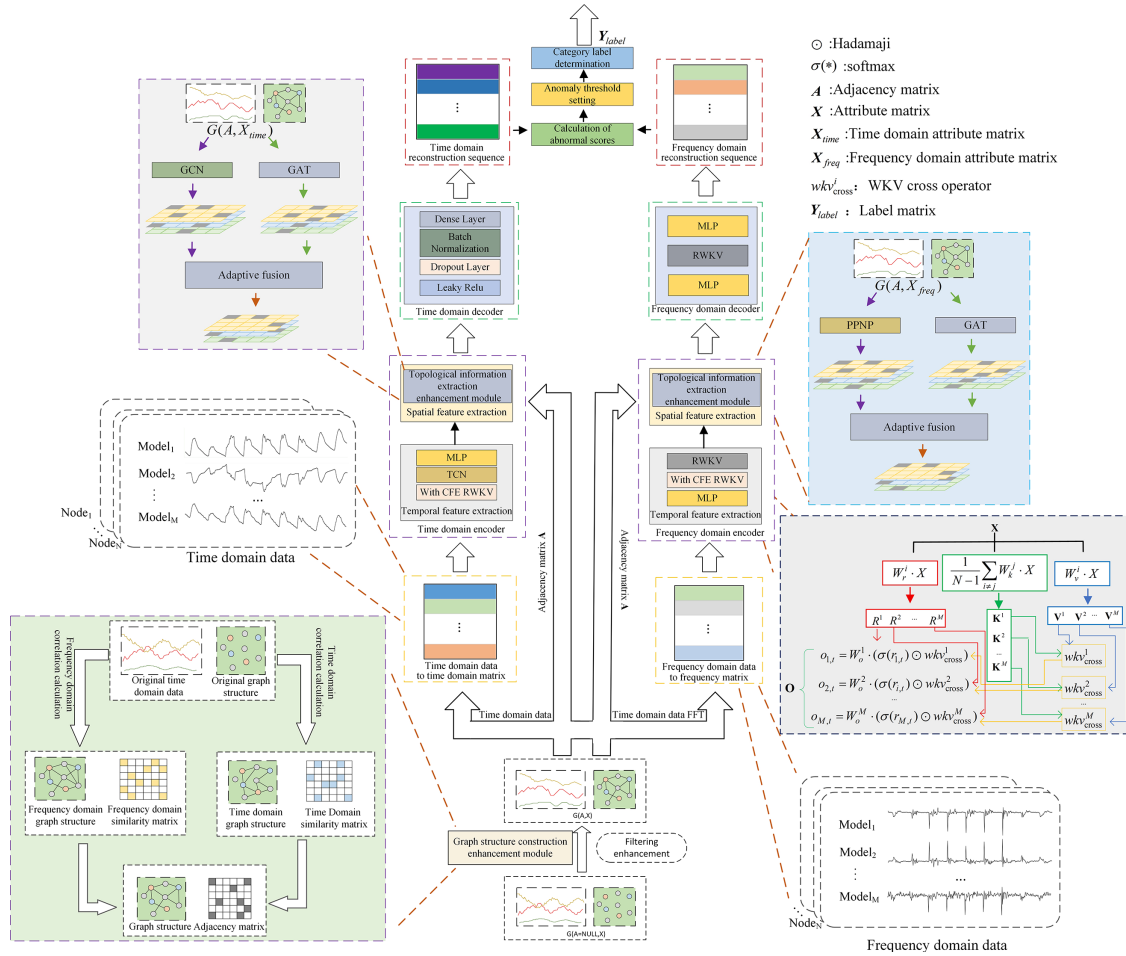 Y_label
Category label
determination
Anomaly threshold
setting
Calculation of
abnormal scores
⋮
Time domain
reconstruction sequence
⋮
Frequency domain
reconstruction sequence
⊙ :Hadamaji
σ(*) :softmax
A :Adjacency matrix
X :Attribute matrix
X_time :Time domain attribute matrix
X_freq :Frequency domain attribute matrix
wkv^i_cross : WKV cross operator
Y_label : Label matrix
G(A, X_time)
GCN
GAT
Adaptive fusion
Dense Layer
Batch
Normalization
Dropout Layer
Leaky Relu
Time domain decoder
MLP
RWKV
MLP
Frequency domain decoder
G(A, X_freq)
PPNP
GAT
Adaptive fusion
Topological information
extraction
enhancement module
Spatial feature extraction
MLP
TCN
With CFE RWKV
Temporal feature extraction
Time domain encoder
Topological information
extraction
enhancement module
Spatial feature extraction
RWKV
With CFE RWKV
MLP
Temporal feature extraction
Frequency domain encoder
Adjacency matrix A
Adjacency matrix A
Model_1
Model_2
⋮
...
Model_M
Node_1
⋱
Node_N
Time domain data
⋮
Time domain data
to time domain matrix
⋮
Frequency domain data
to frequency matrix
Time domain data
Time domain data FFT
X
W_r^i · X
1/(N−1) ∑_{i≠j} W_k^j · X
W_v^i · X
R^1 R^2 ... R^M
K^1
K^2
...
K^M
V^1 V^2 ... V^M
O
o_{1,t} = W_o^1 · (σ(r_{1,t}) ⊙ wkv^1_cross)
o_{2,t} = W_o^2 · (σ(r_{i,t}) ⊙ wkv^2_cross)
...
o_{M,t} = W_o^M · (σ(r_{M,t}) ⊙ wkv^M_cross)
wkv^1_cross
wkv^2_cross
...
wkv^M_cross
Frequency domain
correlation calculation
Time domain
correlation calculation
Original time
domain data
Original graph
structure
Frequency domain
graph structure
Frequency domain
similarity matrix
Time domain
graph structure
Time Domain
similarity matrix
Graph structure
Adjacency matrix
G(A,X)
Graph structure construction
enhancement module
Filtering
enhancement
G(A=NULL,X)
Model_1
Model_2
⋮
...
Model_M
⋱
Node_N
Frequency domain data